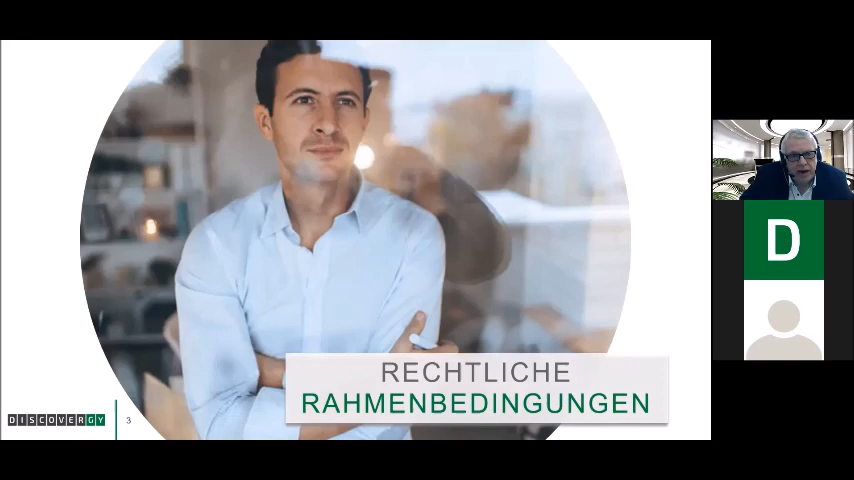 RECHTLICHE
RAHMENBEDINGUNGEN
DISCOVERGY
3
D